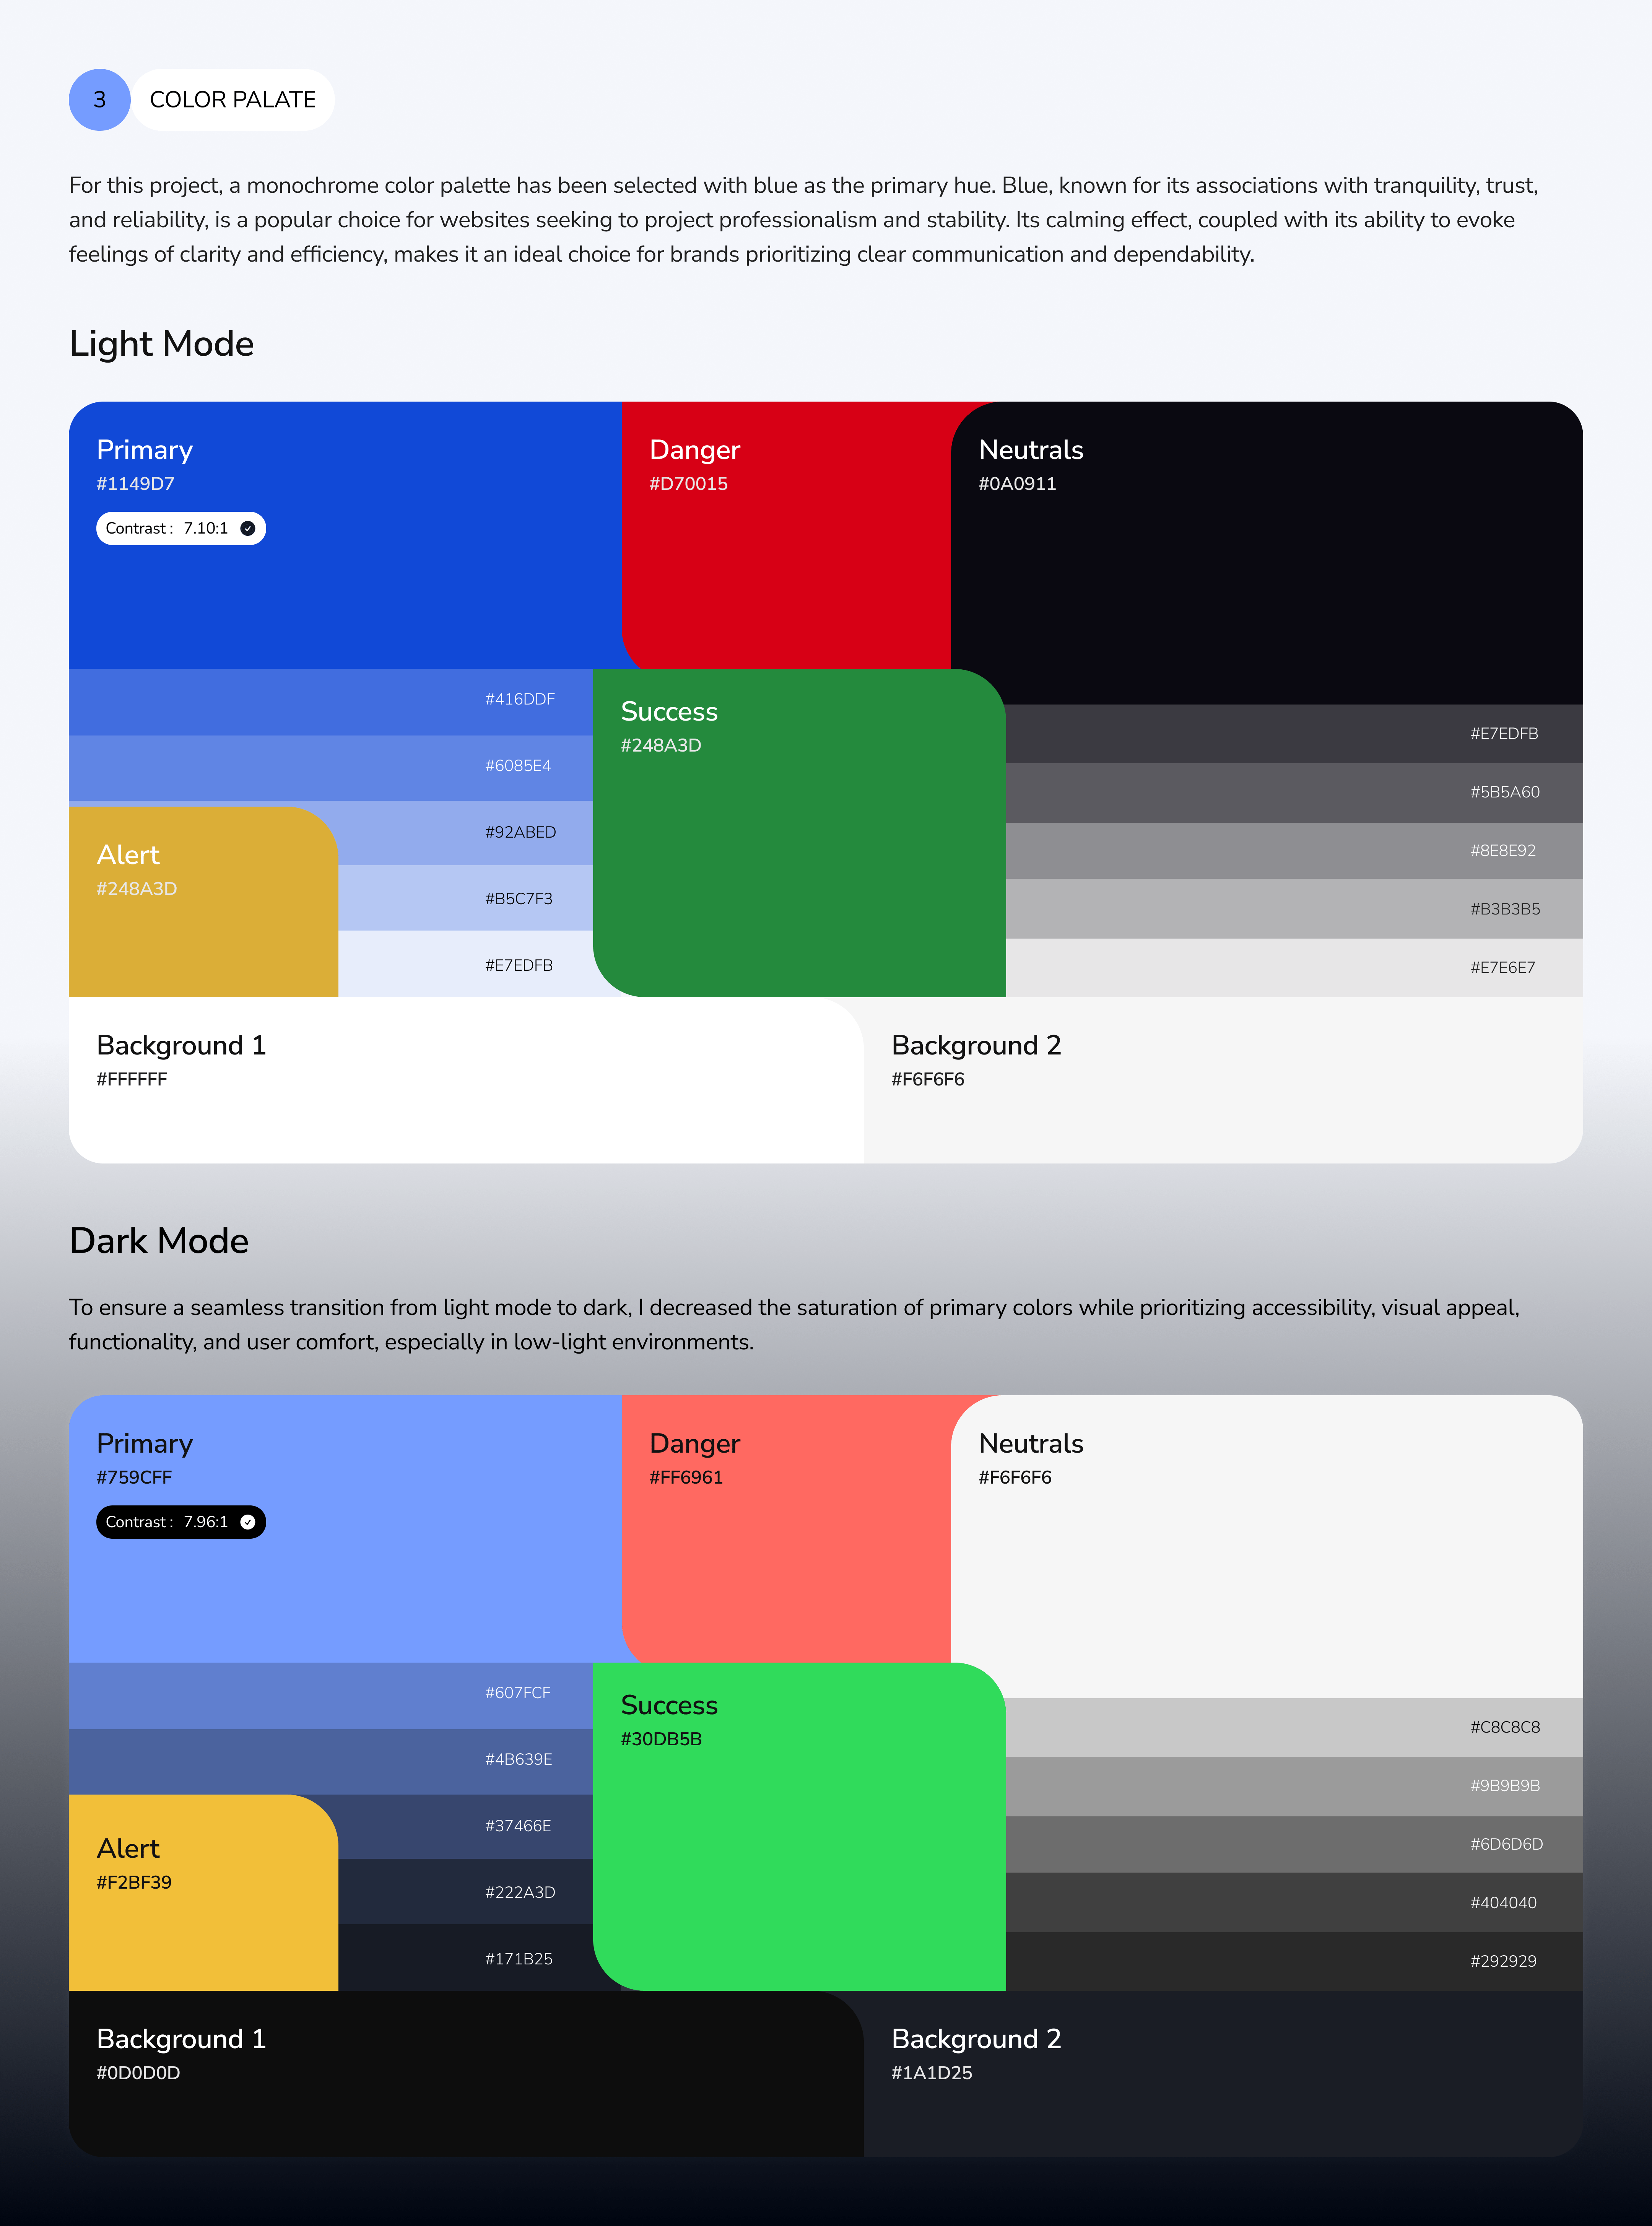 3
COLOR PALATE
For this project, a monochrome color palette has been selected with blue as the primary hue. Blue, known for its associations with tranquility, trust,
and reliability, is a popular choice for websites seeking to project professionalism and stability. Its calming effect, coupled with its ability to evoke
feelings of clarity and efficiency, makes it an ideal choice for brands prioritizing clear communication and dependability.
Light Mode
Primary
#1149D7
Contrast : 7.10:1
Danger
#D70015
Neutrals
#0A0911
#416DDF
#6085E4
#92ABED
#B5C7F3
#E7EDFB
Success
#248A3D
#E7EDFB
#5B5A60
#8E8E92
#B3B3B5
#E7E6E7
Alert
#248A3D
Background 1
#FFFFFF
Background 2
#F6F6F6
Dark Mode
To ensure a seamless transition from light mode to dark, I decreased the saturation of primary colors while prioritizing accessibility, visual appeal,
functionality, and user comfort, especially in low-light environments.
Primary
#759CFF
Contrast : 7.96:1
Danger
#FF6961
Neutrals
#F6F6F6
#607FCF
#4B639E
#37466E
#222A3D
#171B25
Success
#30DB5B
#C8C8C8
#9B9B9B
#6D6D6D
#404040
#292929
Alert
#F2BF39
Background 1
#0D0D0D
Background 2
#1A1D25